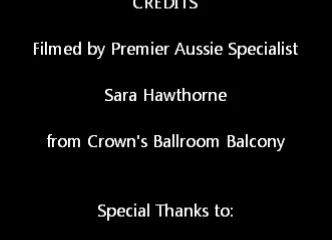 CREDITS
Filmed by Premier Aussie Specialist
Sara Hawthorne
from Crown's Ballroom Balcony
Special Thanks to: